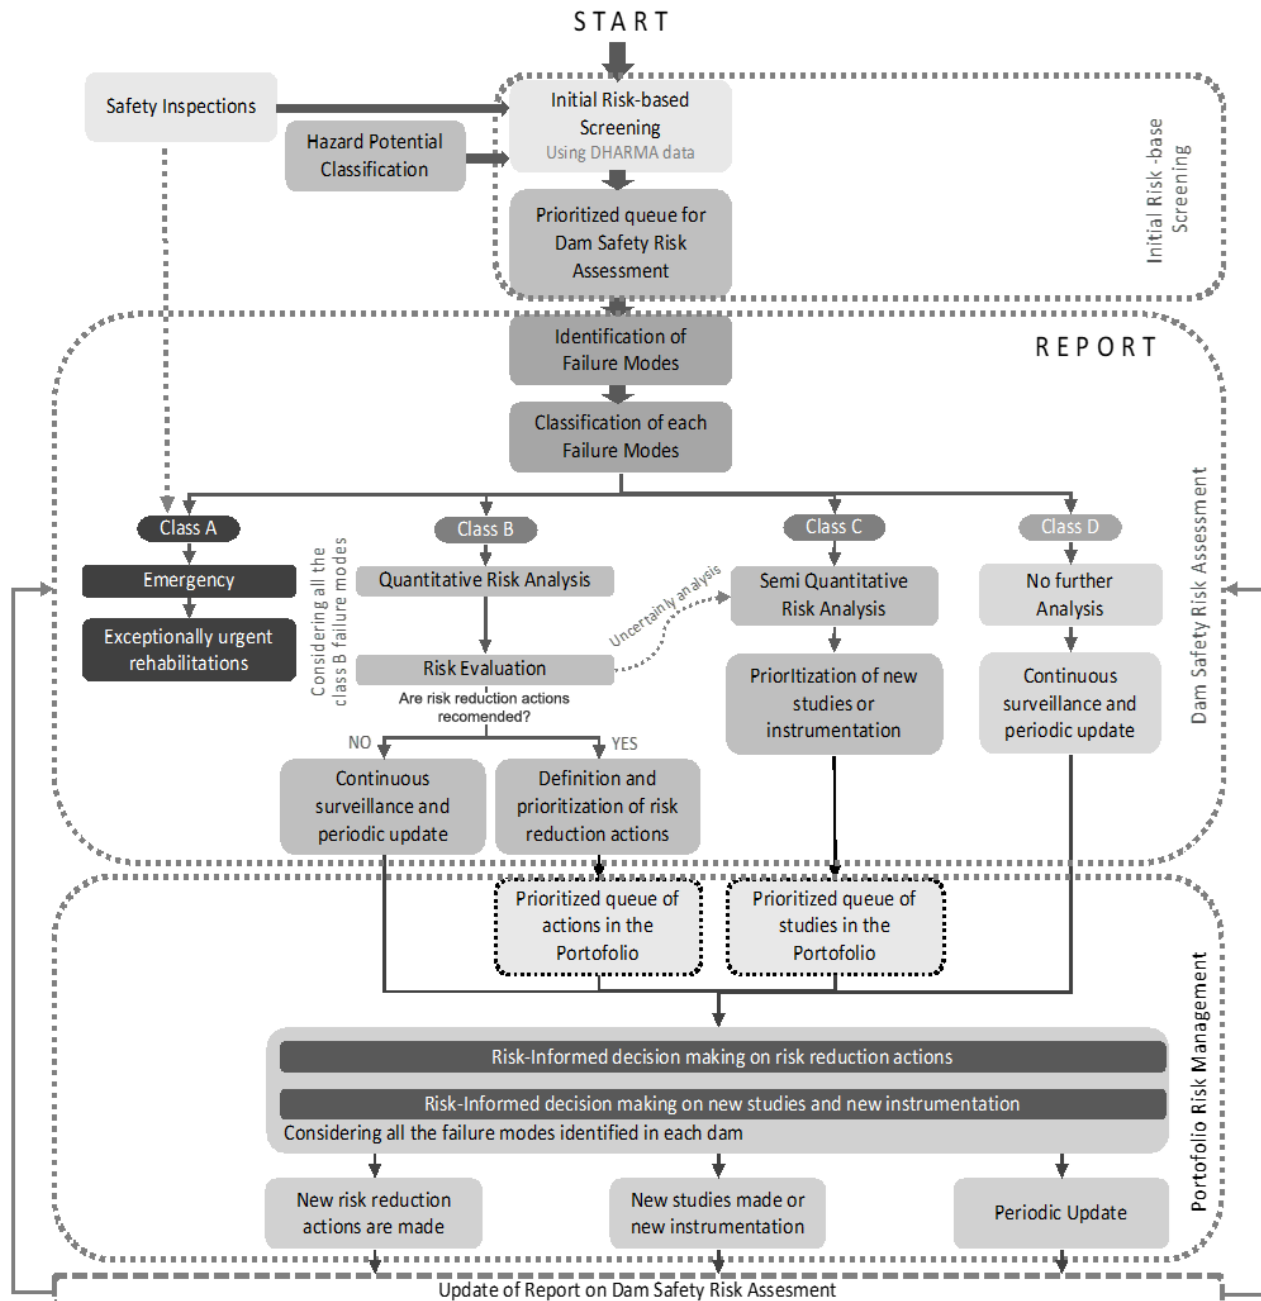 START
Safety Inspections
Initial Risk-based
Screening
Using DHARMA data
Hazard Potential
Classification
Initial Risk -base
Screening
Prioritized queue for
Dam Safety Risk
Assessment
Identification of
Failure Modes
REPORT
Classification of each
Failure Modes
Dam Safety Risk Assessment
Class A
Class B
Class C
Class D
Emergency
Exceptionally urgent
rehabilitations
Considering all the
class B failure modes
Quantitative Risk Analysis
Uncertainly analysis
Semi Quantitative
Risk Analysis
No further
Analysis
Risk Evaluation
Are risk reduction actions
recomended?
NO
YES
Prioritization of new
studies or
instrumentation
Continuous
surveillance and
periodic update
Continuous
surveillance and
periodic update
Definition and
prioritization of risk
reduction actions
Prioritized queue of
actions in the
Portofolio
Prioritized queue of
studies in the
Portofolio
Portofolio Risk Management
Risk-Informed decision making on risk reduction actions
Risk-Informed decision making on new studies and new instrumentation
Considering all the failure modes identified in each dam
New risk reduction
actions are made
New studies made or
new instrumentation
Periodic Update
Update of Report on Dam Safety Risk Assesment